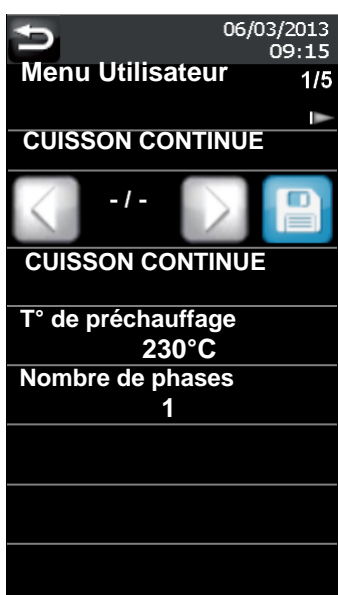 06/03/2013
09:15
Menu Utilisateur
1/5
CUISSON CONTINUE
- / -
CUISSON CONTINUE
T° de préchauffage
230°C
Nombre de phases
1